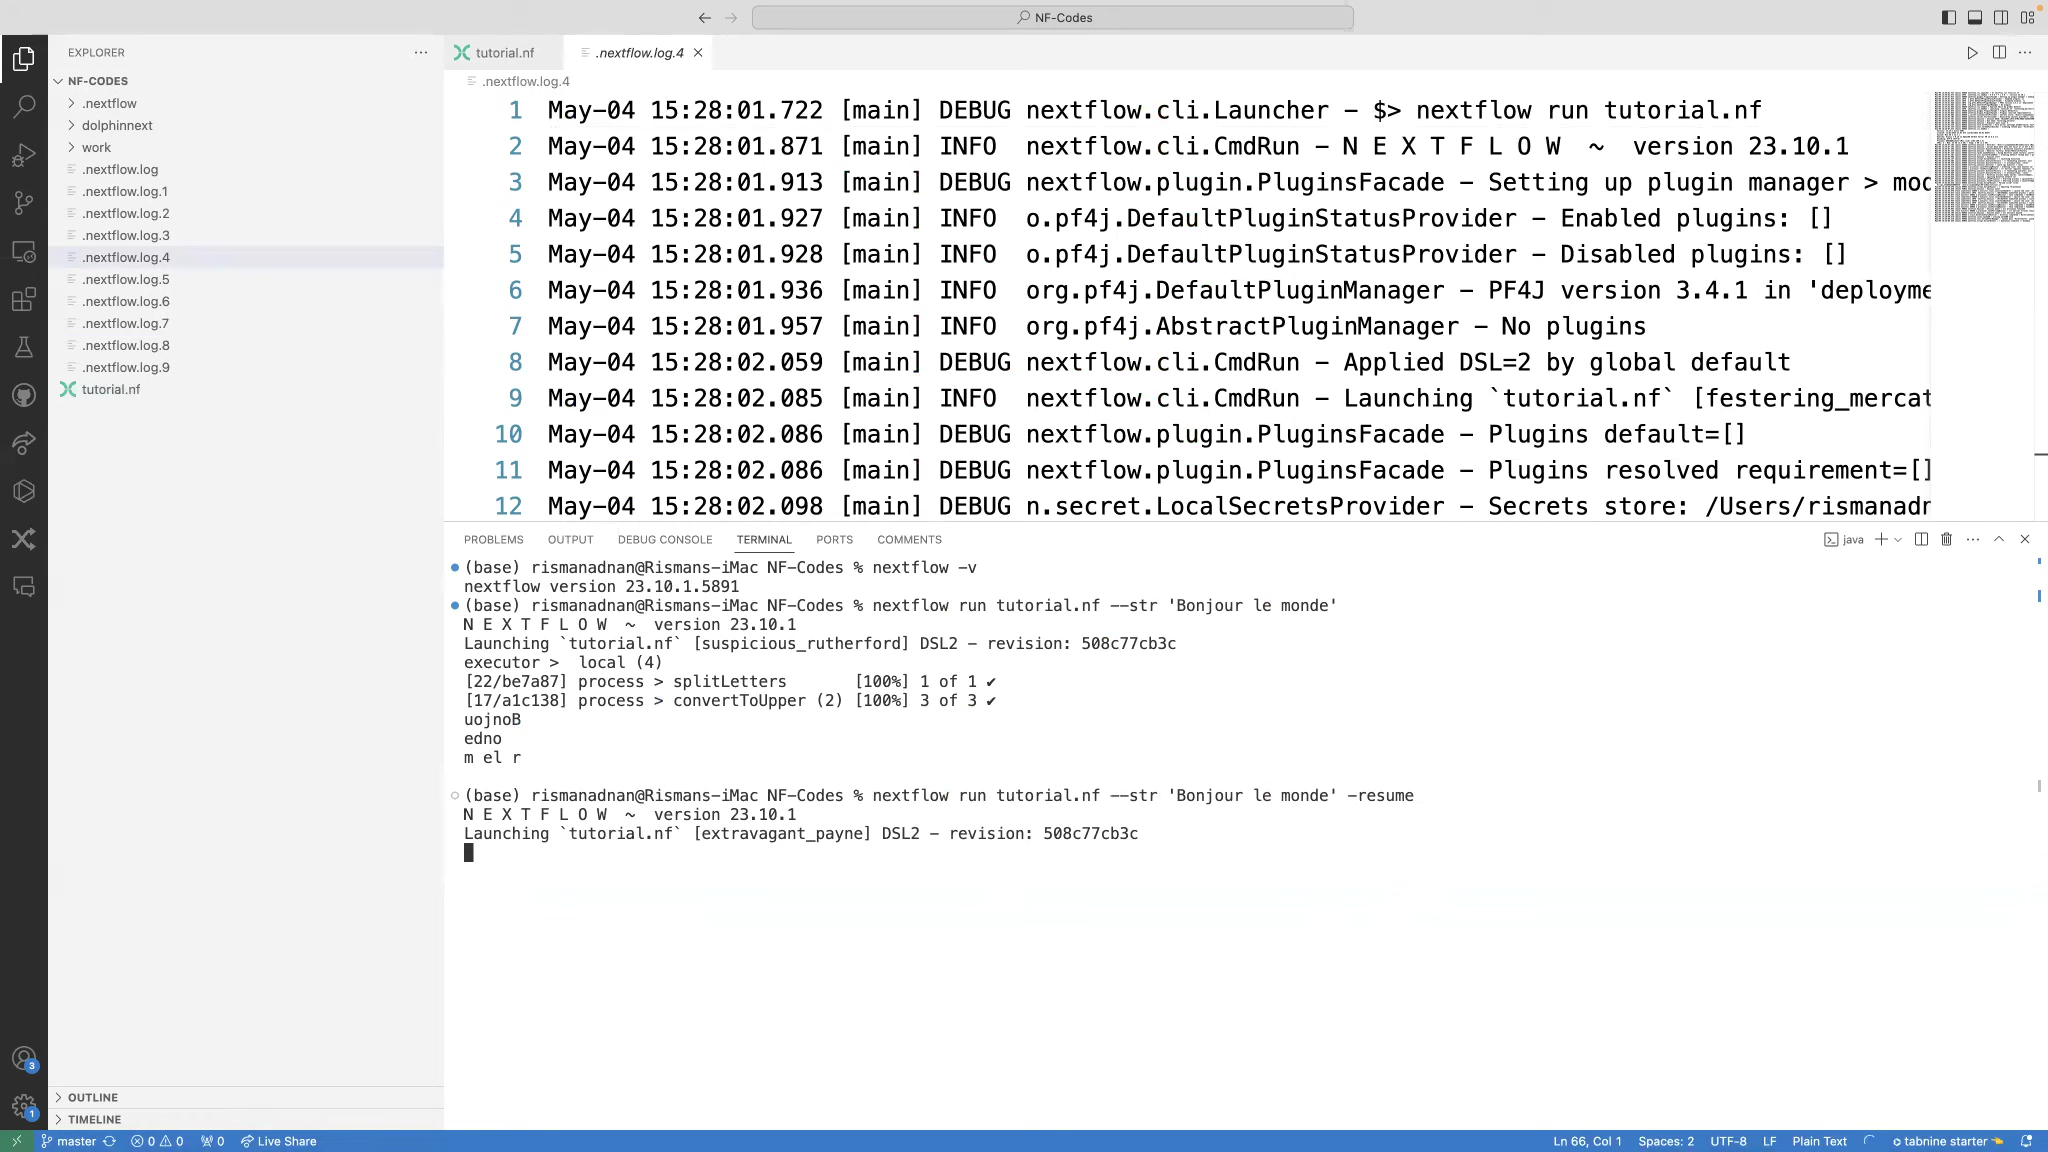 NF-Codes
EXPLORER
NF-CODES
.nextflow
dolphinnext
work
.nextflow.log
.nextflow.log.1
.nextflow.log.2
.nextflow.log.3
.nextflow.log.4
.nextflow.log.5
.nextflow.log.6
.nextflow.log.7
.nextflow.log.8
.nextflow.log.9
tutorial.nf
OUTLINE
TIMELINE
3
1
tutorial.nf
.nextflow.log.4
.nextflow.log.4
1 May-04 15:28:01.722 [main] DEBUG nextflow.cli.Launcher - $> nextflow run tutorial.nf
2 May-04 15:28:01.871 [main] INFO nextflow.cli.CmdRun - N E X T F L O W ~ version 23.10.1
3 May-04 15:28:01.913 [main] DEBUG nextflow.plugin.PluginsFacade - Setting up plugin manager > mod
4 May-04 15:28:01.927 [main] INFO o.pf4j.DefaultPluginStatusProvider - Enabled plugins: []
5 May-04 15:28:01.928 [main] INFO o.pf4j.DefaultPluginStatusProvider - Disabled plugins: []
6 May-04 15:28:01.936 [main] INFO org.pf4j.DefaultPluginManager - PF4J version 3.4.1 in 'deployme
7 May-04 15:28:01.957 [main] INFO org.pf4j.AbstractPluginManager - No plugins
8 May-04 15:28:02.059 [main] DEBUG nextflow.cli.CmdRun - Applied DSL=2 by global default
9 May-04 15:28:02.085 [main] INFO nextflow.cli.CmdRun - Launching `tutorial.nf` [festering_mercat
10 May-04 15:28:02.086 [main] DEBUG nextflow.plugin.PluginsFacade - Plugins default=[]
11 May-04 15:28:02.086 [main] DEBUG nextflow.plugin.PluginsFacade - Plugins resolved requirement=[]
12 May-04 15:28:02.098 [main] DEBUG n.secret.LocalSecretsProvider - Secrets store: /Users/rismanadn
PROBLEMS OUTPUT DEBUG CONSOLE TERMINAL PORTS COMMENTS java
(base) rismanadnan@Rismans-iMac NF-Codes % nextflow -v
nextflow version 23.10.1.5891
(base) rismanadnan@Rismans-iMac NF-Codes % nextflow run tutorial.nf --str 'Bonjour le monde'
N E X T F L O W ~ version 23.10.1
Launching `tutorial.nf` [suspicious_rutherford] DSL2 - revision: 508c77cb3c
executor > local (4)
[22/be7a87] process > splitLetters [100%] 1 of 1 ✔
[17/a1c138] process > convertToUpper (2) [100%] 3 of 3 ✔
uojnoB
edno
m el r
(base) rismanadnan@Rismans-iMac NF-Codes % nextflow run tutorial.nf --str 'Bonjour le monde' -resume
N E X T F L O W ~ version 23.10.1
Launching `tutorial.nf` [extravagant_payne] DSL2 - revision: 508c77cb3c
master 0 0 0 Live Share Ln 66, Col 1 Spaces: 2 UTF-8 LF Plain Text tabnine starter